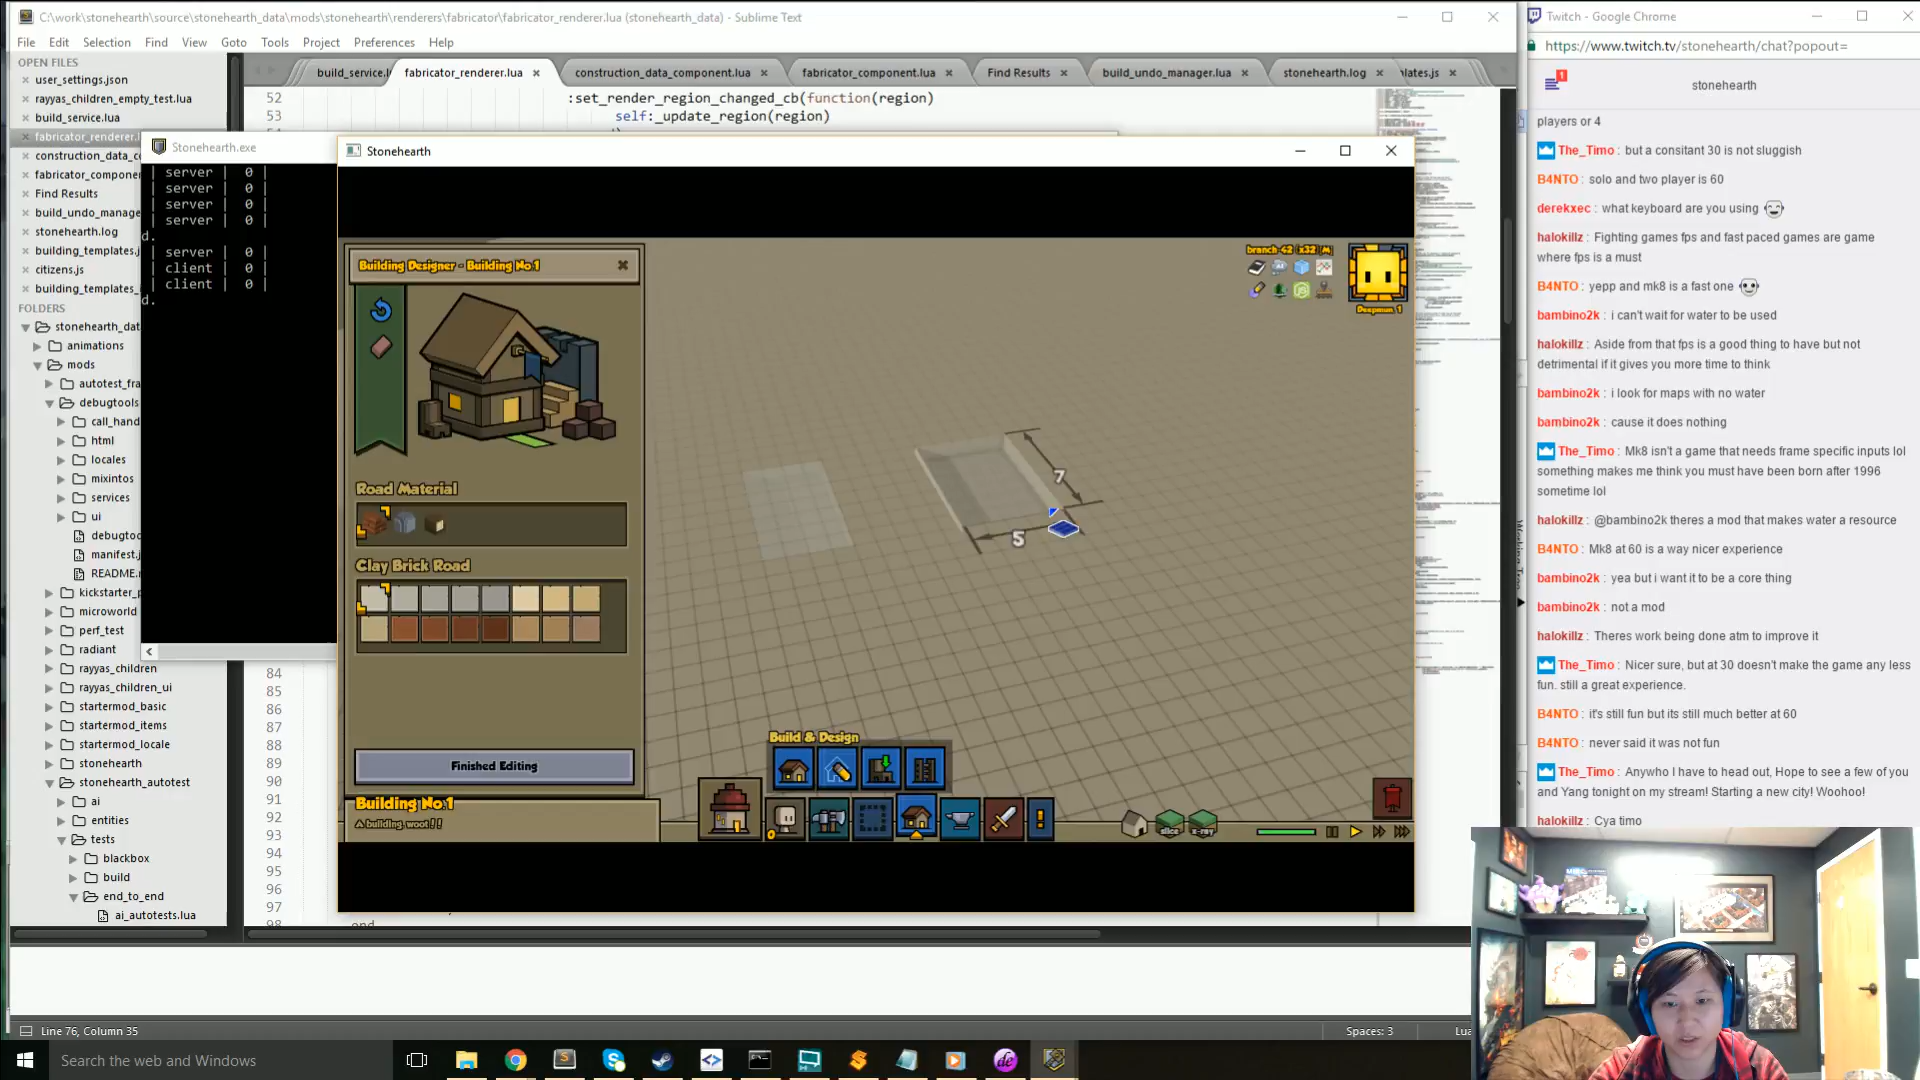 C:\work\stonehearth\source\stonehearth_data\mods\stonehearth\renderers\fabricator\fabricator_renderer.lua (stonehearth_data) - Sublime Text
File Edit Selection Find View Goto Tools Project Preferences Help
OPEN FILES
user_settings.json
rayyas_children_empty_test.lua
build_service.lua
fabricator_renderer.l
construction_data_co
fabricator_componen
Find Results
build_undo_manage
stonehearth.log
building_templates.j
citizens.js
building_templates_
FOLDERS
stonehearth_dat
animations
mods
autotest_fra
debugtools
call_hand
html
locales
mixintos
services
ui
debugtoo
manifest.j
README.r
kickstarter_p
microworld
perf_test
radiant
rayyas_children
rayyas_children_ui
startermod_basic
startermod_items
startermod_locale
stonehearth
stonehearth_autotest
ai
entities
tests
blackbox
build
end_to_end
ai_autotests.lua
build_service.l
fabricator_renderer.lua
construction_data_component.lua
fabricator_component.lua
Find Results
build_undo_manager.lua
stonehearth.log
lates.js
52 :set_render_region_changed_cb(function(region)
53 self:_update_region(region)
84
85
86
87
88
89
90
91
92
93
94
95
96
97
98 end
Stonehearth.exe
| server | 0 |
| server | 0 |
| server | 0 |
| server | 0 |
d.
| server | 0 |
| client | 0 |
| client | 0 |
d.
Stonehearth
Building Designer - Building No.1
Road Material
Clay Brick Road
Finished Editing
Building No.1
A building, woot!!
7
5
Build & Design
0
slice
x-ray
branch-42 (x32) [M]
Deepmun 1
Twitch - Google Chrome
https://www.twitch.tv/stonehearth/chat?popout=
1
stonehearth
players or 4
The_Timo : but a consitant 30 is not sluggish
B4NTO : solo and two player is 60
derekxec : what keyboard are you using
halokillz : Fighting games fps and fast paced games are game
where fps is a must
B4NTO : yepp and mk8 is a fast one
bambino2k : i can't wait for water to be used
halokillz : Aside from that fps is a good thing to have but not
detrimental if it gives you more time to think
bambino2k : i look for maps with no water
bambino2k : cause it does nothing
The_Timo : Mk8 isn't a game that needs frame specific inputs lol
something makes me think you must have been born after 1996
sometime lol
halokillz : @bambino2k theres a mod that makes water a resource
B4NTO : Mk8 at 60 is a way nicer experience
bambino2k : yea but i want it to be a core thing
bambino2k : not a mod
halokillz : Theres work being done atm to improve it
The_Timo : Nicer sure, but at 30 doesn't make the game any less
fun. still a great experience.
B4NTO : it's still fun but its still much better at 60
B4NTO : never said it was not fun
The_Timo : Anywho I have to head out, Hope to see a few of you
and Yang tonight on my stream! Starting a new city! Woohoo!
halokillz : Cya timo
Line 76, Column 35
Spaces: 3
Lua
Search the web and Windows